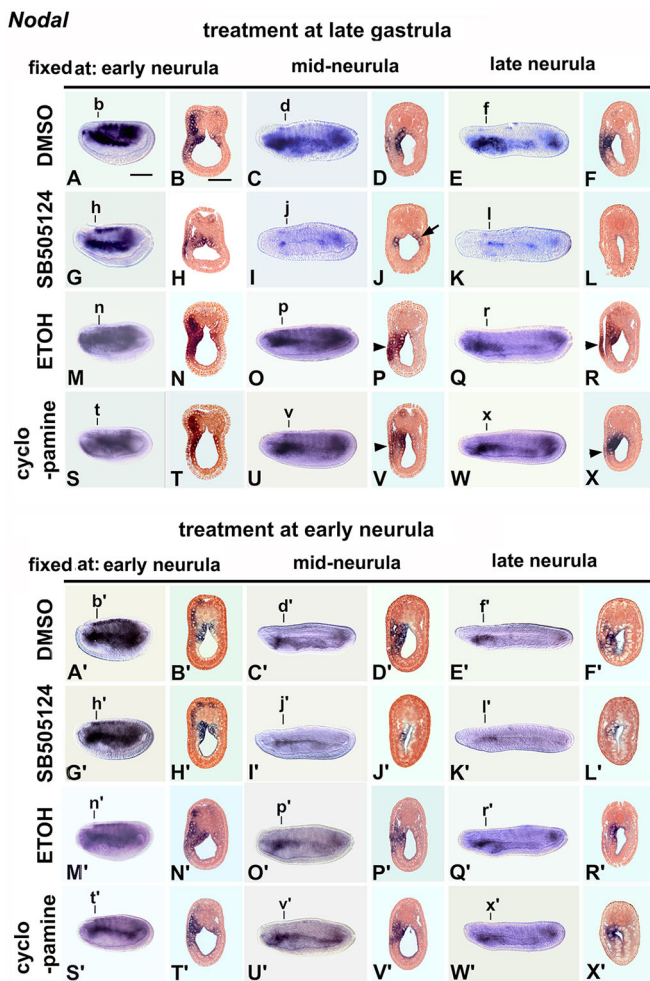 Nodal
treatment at late gastrula
fixed at: early neurula mid-neurula late neurula
DMSO
b d f
A B C D E F
SB505124
h j l
G H I J K L
ETOH
n p r
M N O P Q R
cyclo
-pamine
t v x
S T U V W X
treatment at early neurula
fixed at: early neurula mid-neurula late neurula
DMSO
b' d' f'
A' B' C' D' E' F'
SB505124
h' j' l'
G' H' I' J' K' L'
ETOH
n' p' r'
M' N' O' P' Q' R'
cyclo
-pamine
t' v' x'
S' T' U' V' W' X'